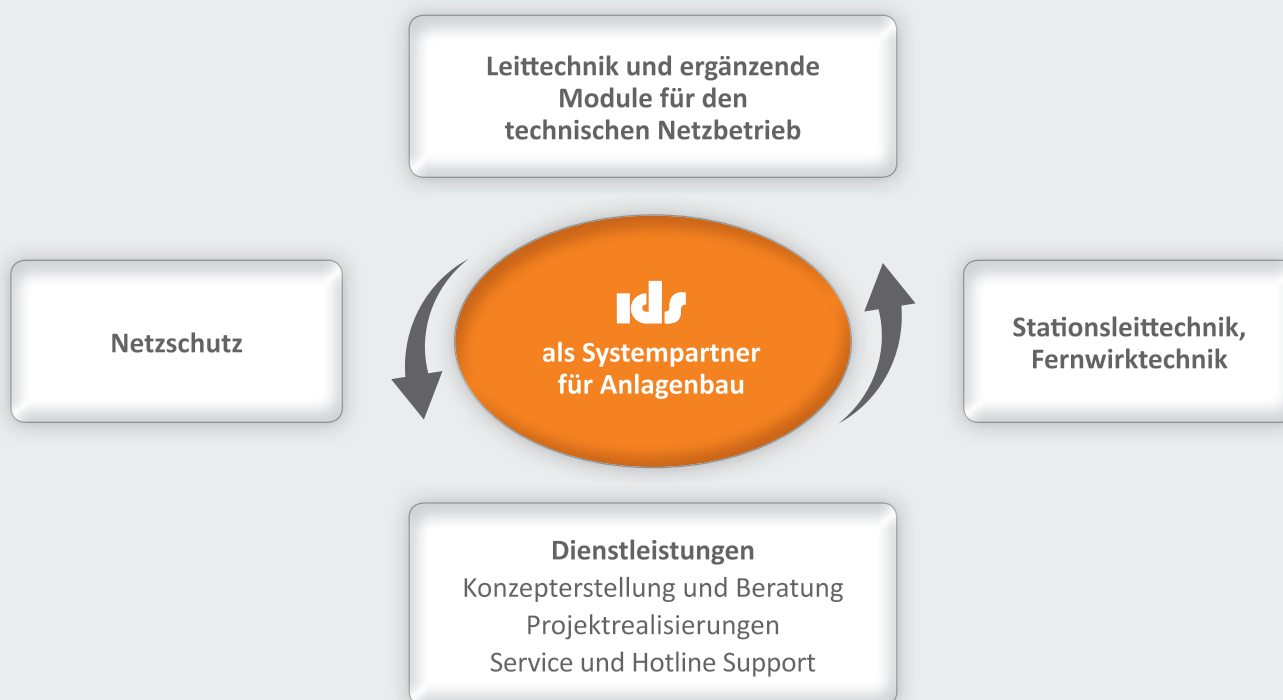 Leittechnik und ergänzende
Module für den
technischen Netzbetrieb
Netzschutz
ids
als Systempartner
für Anlagenbau
Stationsleittechnik,
Fernwirktechnik
Dienstleistungen
Konzepterstellung und Beratung
Projektrealisierungen
Service und Hotline Support